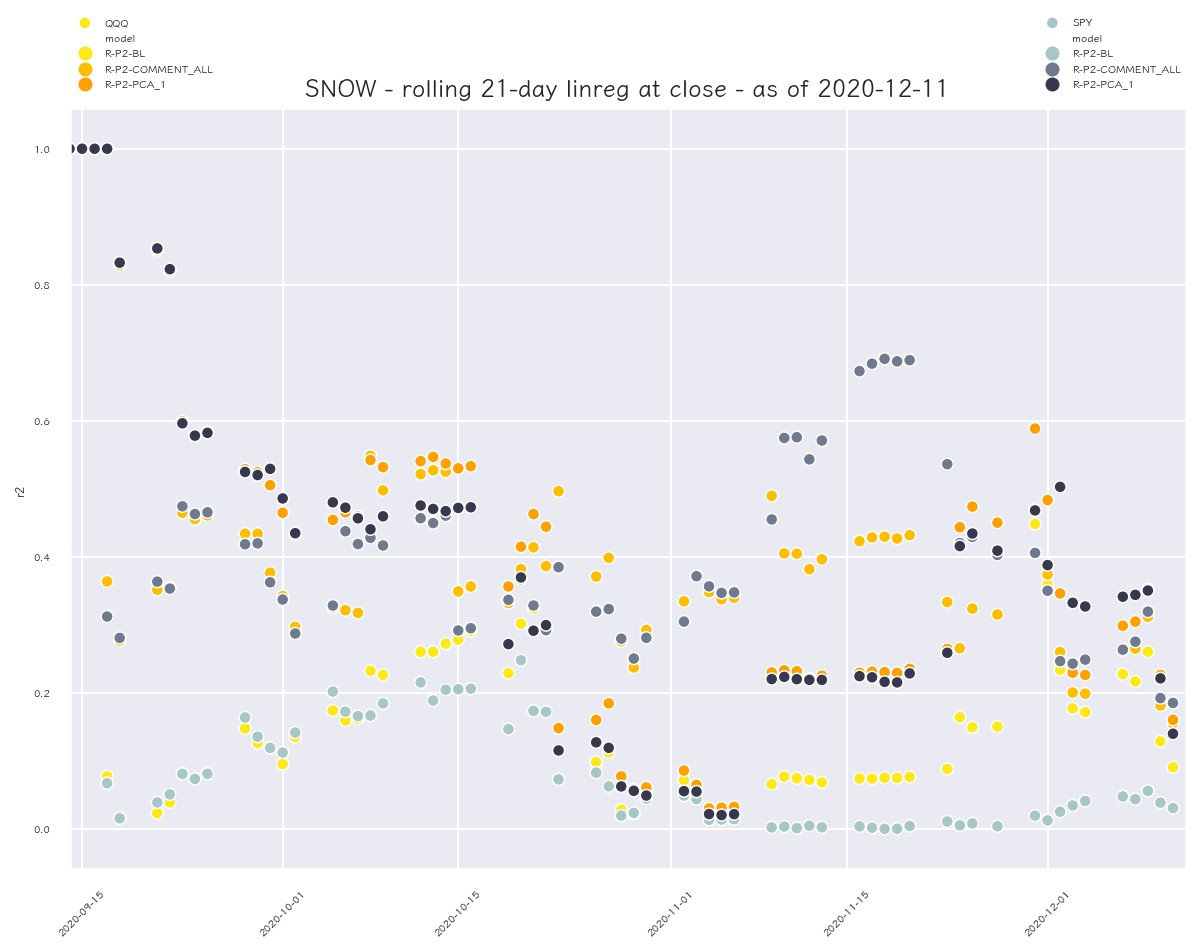 QQQ
model
R-P2-BL
R-P2-COMMENT_ALL
R-P2-PCA_1
SPY
model
R-P2-BL
R-P2-COMMENT_ALL
R-P2-PCA_1
SNOW - rolling 21-day linreg at close - as of 2020-12-11
1.0
0.8
0.6
0.4
0.2
0.0
r2
2020-09-15
2020-10-01
2020-10-15
2020-11-01
2020-11-15
2020-12-01